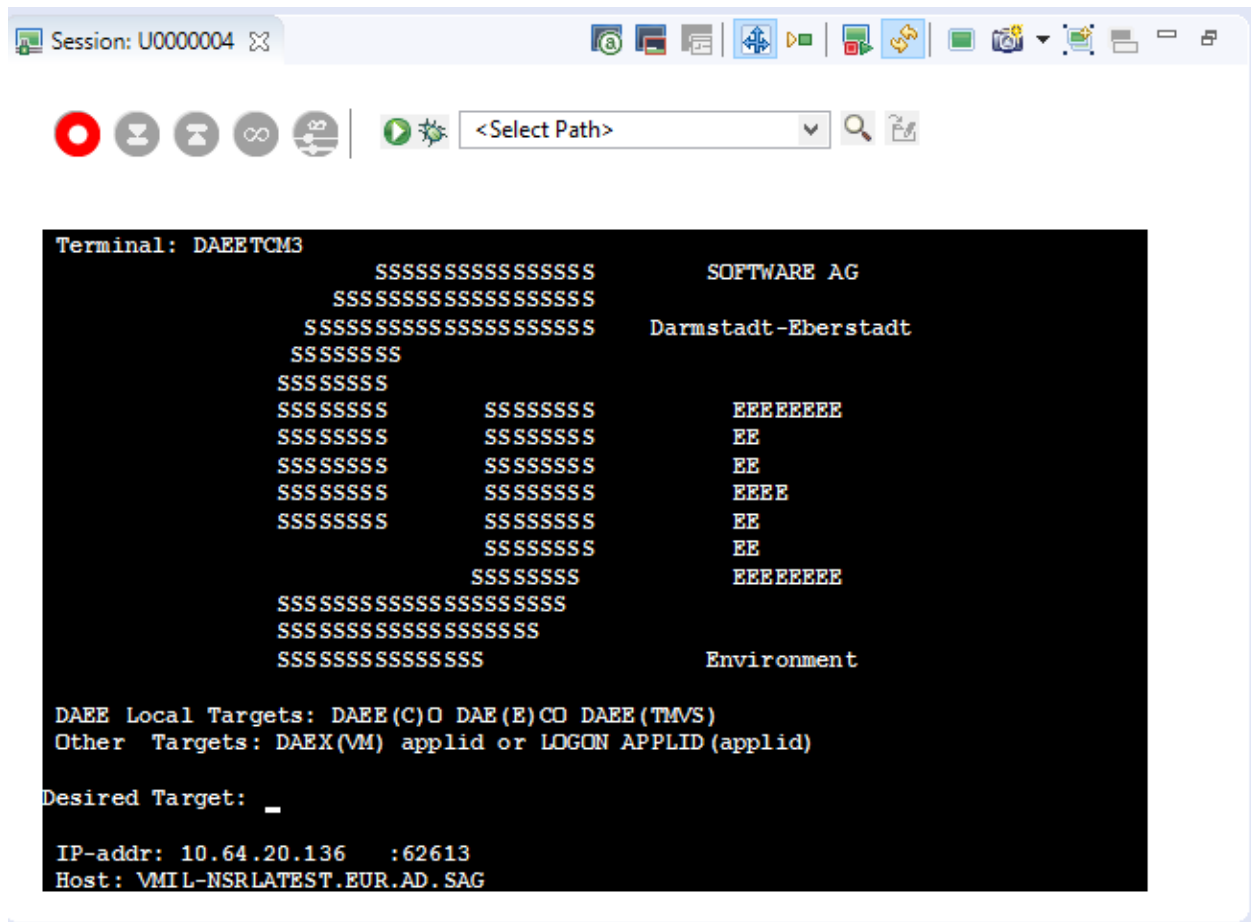 Session: U0000004
<Select Path>
Terminal: DAEETCM3
SSSSSSSSSSSSSSSS SOFTWARE AG
SSSSSSSSSSSSSSSSSSS
SSSSSSSSSSSSSSSSSSSSS Darmstadt-Eberstadt
SSSSSSSS
SSSSSSSS
SSSSSSSS SSSSSSSS EEEEEEEE
SSSSSSSS SSSSSSSS EE
SSSSSSSS SSSSSSSS EE
SSSSSSSS SSSSSSSS EEEE
SSSSSSSS SSSSSSSS EE
SSSSSSSS EE
SSSSSSSS EEEEEEEE
SSSSSSSSSSSSSSSSSSSSS
SSSSSSSSSSSSSSSSSSS
SSSSSSSSSSSSSSS Environment
DAEE Local Targets: DAEE(C)O DAE(E)CO DAEE(TMVS)
Other Targets: DAEX(VM) applid or LOGON APPLID(applid)
Desired Target: _
IP-addr: 10.64.20.136 :62613
Host: VMIL-NSRLATEST.EUR.AD.SAG